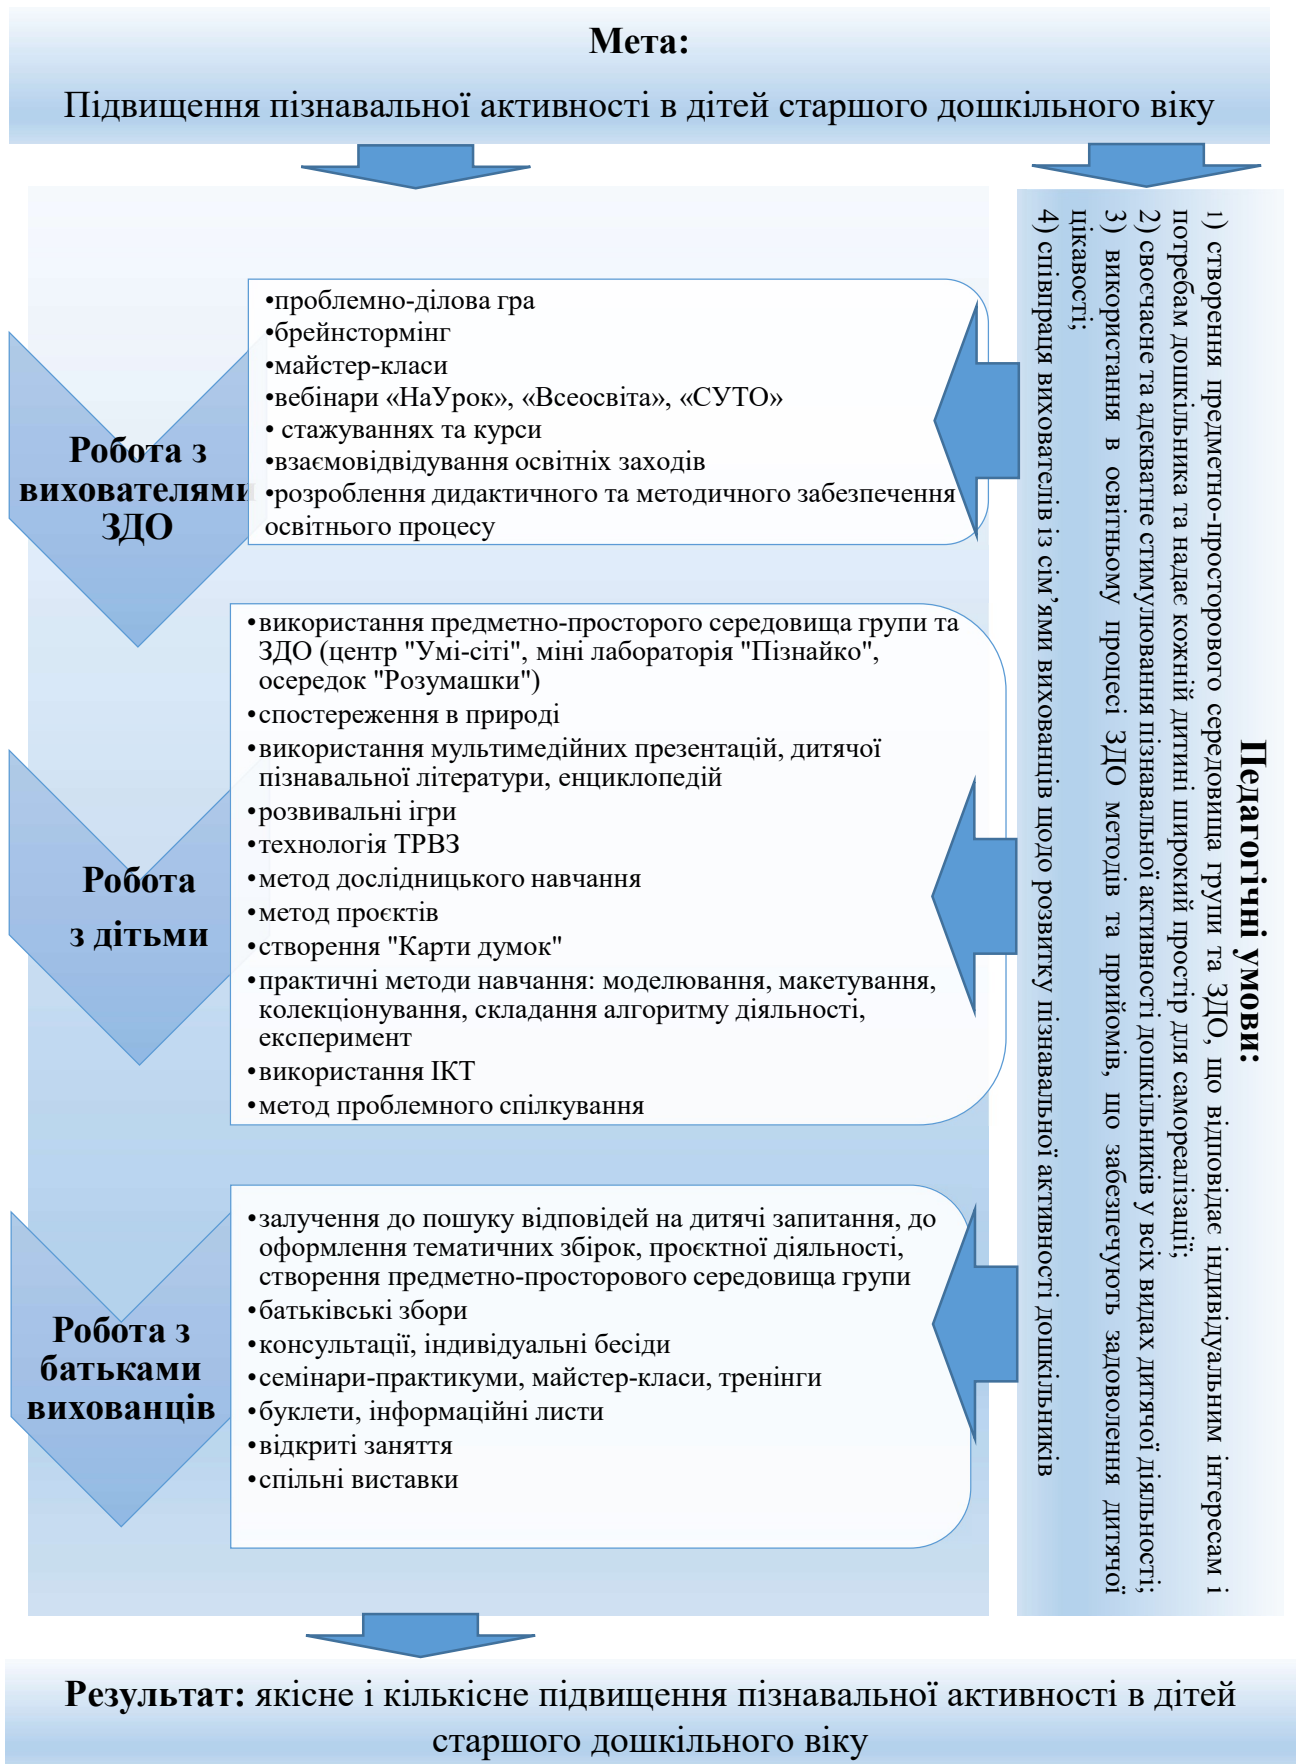 Мета:
Підвищення пізнавальної активності в дітей старшого дошкільного віку
Робота з
вихователями
ЗДО
•проблемно-ділова гра
•брейнстормінг
•майстер-класи
•вебінари «НаУрок», «Всеосвіта», «СУТО»
• стажуваннях та курси
•взаємовідвідування освітніх заходів
•розроблення дидактичного та методичного забезпечення
освітнього процесу
Робота
з дітьми
•використання предметно-просторого середовища групи та
ЗДО (центр "Умі-сіті", міні лабораторія "Пізнайко",
осередок "Розумашки")
•спостереження в природі
•використання мультимедійних презентацій, дитячої
пізнавальної літератури, енциклопедій
•розвивальні ігри
•технологія ТРВЗ
•метод дослідницького навчання
•метод проєктів
•створення "Карти думок"
•практичні методи навчання: моделювання, макетування,
колекціонування, складання алгоритму діяльності,
експеримент
•використання ІКТ
•метод проблемного спілкування
Робота з
батьками
вихованців
•залучення до пошуку відповідей на дитячі запитання, до
оформлення тематичних збірок, проєктної діяльності,
створення предметно-просторового середовища групи
•батьківські збори
•консультації, індивідуальні бесіди
•семінари-практикуми, майстер-класи, тренінги
•буклети, інформаційні листи
•відкриті заняття
•спільні виставки
Педагогічні умови:
1) створення предметно-просторового середовища групи та ЗДО, що відповідає індивідуальним інтересам і
потребам дошкільника та надає кожній дитині широкий простір для самореалізації;
2) своєчасне та адекватне стимулювання пізнавальної активності дошкільників у всіх видах дитячої діяльності;
3) використання в освітньому процесі ЗДО методів та прийомів, що забезпечують задоволення дитячої
цікавості;
4) співпраця вихователів із сім’ями вихованців щодо розвитку пізнавальної активності дошкільників
Результат: якісне і кількісне підвищення пізнавальної активності в дітей
старшого дошкільного віку